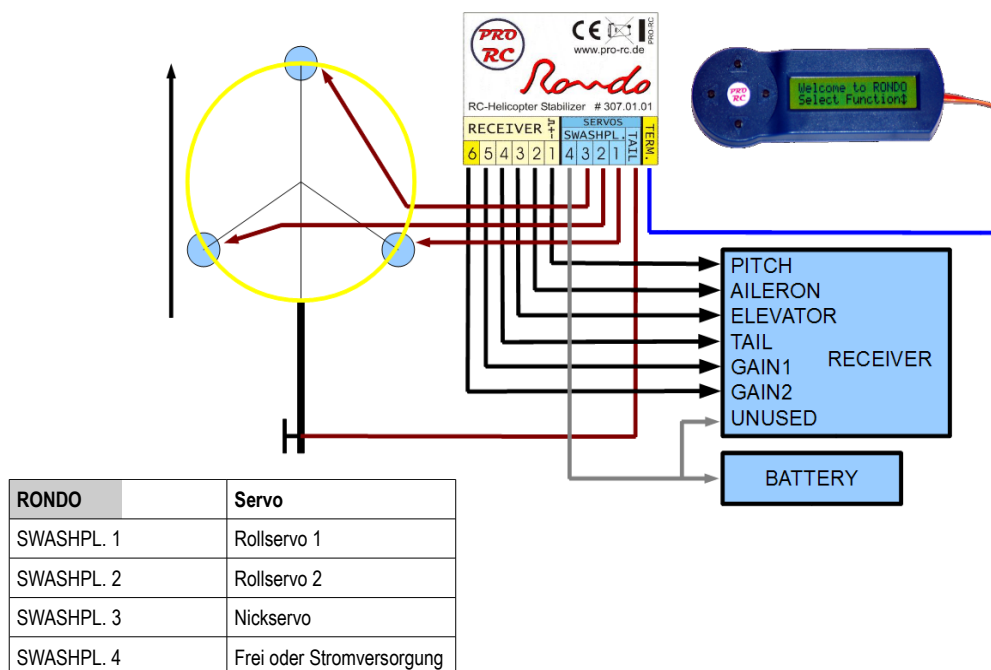 PRO
RC
CE
PRO-RC
www.pro-rc.de
Rondo
RC-Helicopter Stabilizer # 307.01.01
RECEIVER
SERVOS
SWASHPL.
TAIL
TERM.
6 5 4 3 2 1 4 3 2 1
Welcome to RONDO
Select Function
PRO
RC
PITCH
AILERON
ELEVATOR
TAIL
GAIN1
GAIN2
UNUSED
RECEIVER
BATTERY
RONDO Servo
SWASHPL. 1 Rollservo 1
SWASHPL. 2 Rollservo 2
SWASHPL. 3 Nickservo
SWASHPL. 4 Frei oder Stromversorgung